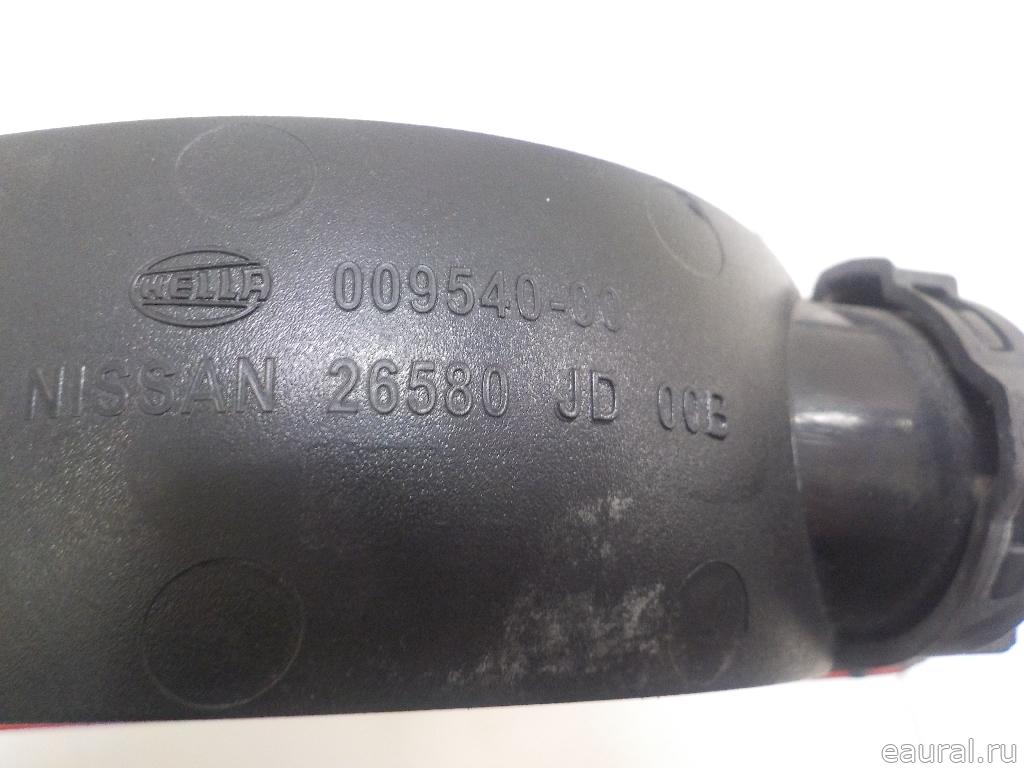 HELLA 009540-00
NISSAN 26580 JD 00B
eaural.ru